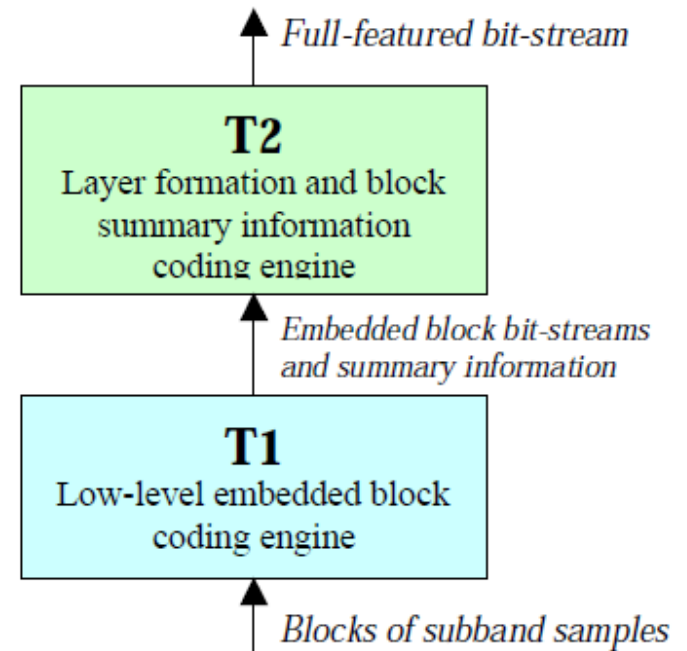 Full-featured bit-stream
T2
Layer formation and block
summary information
coding engine
Embedded block bit-streams
and summary information
T1
Low-level embedded block
coding engine
Blocks of subband samples